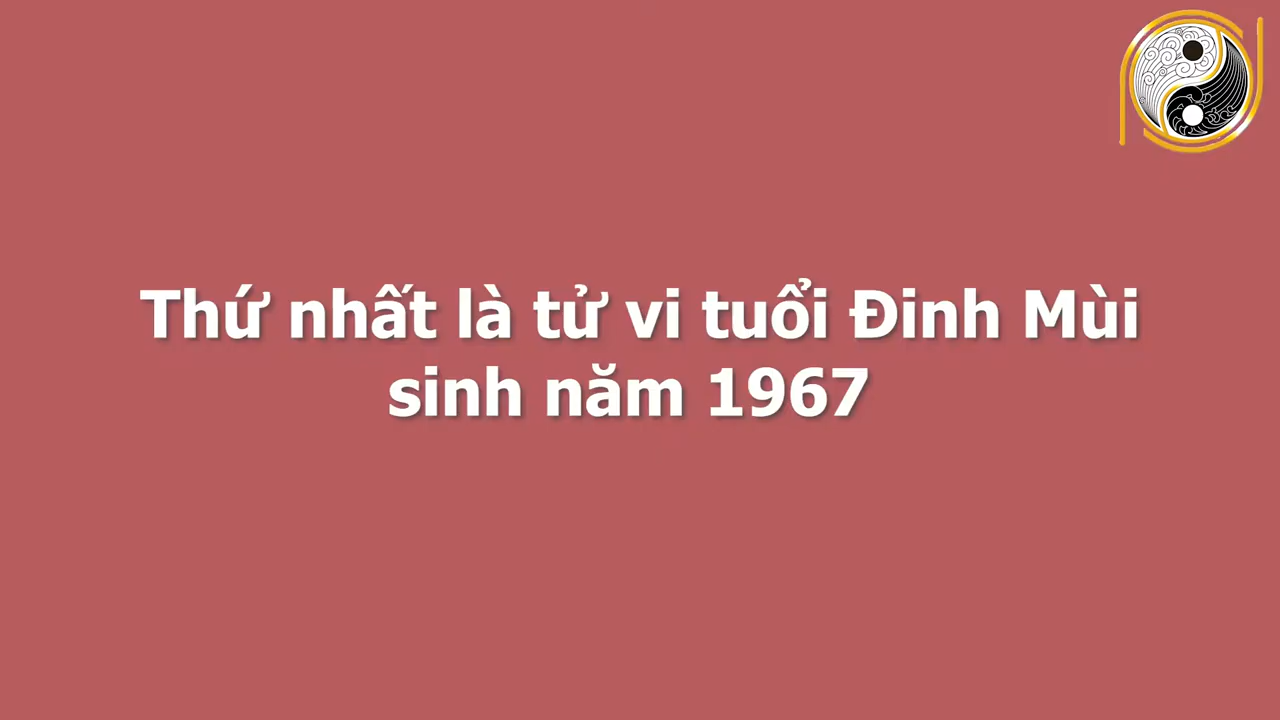 Thứ nhất là tử vi tuổi Đinh Mùi
sinh năm 1967